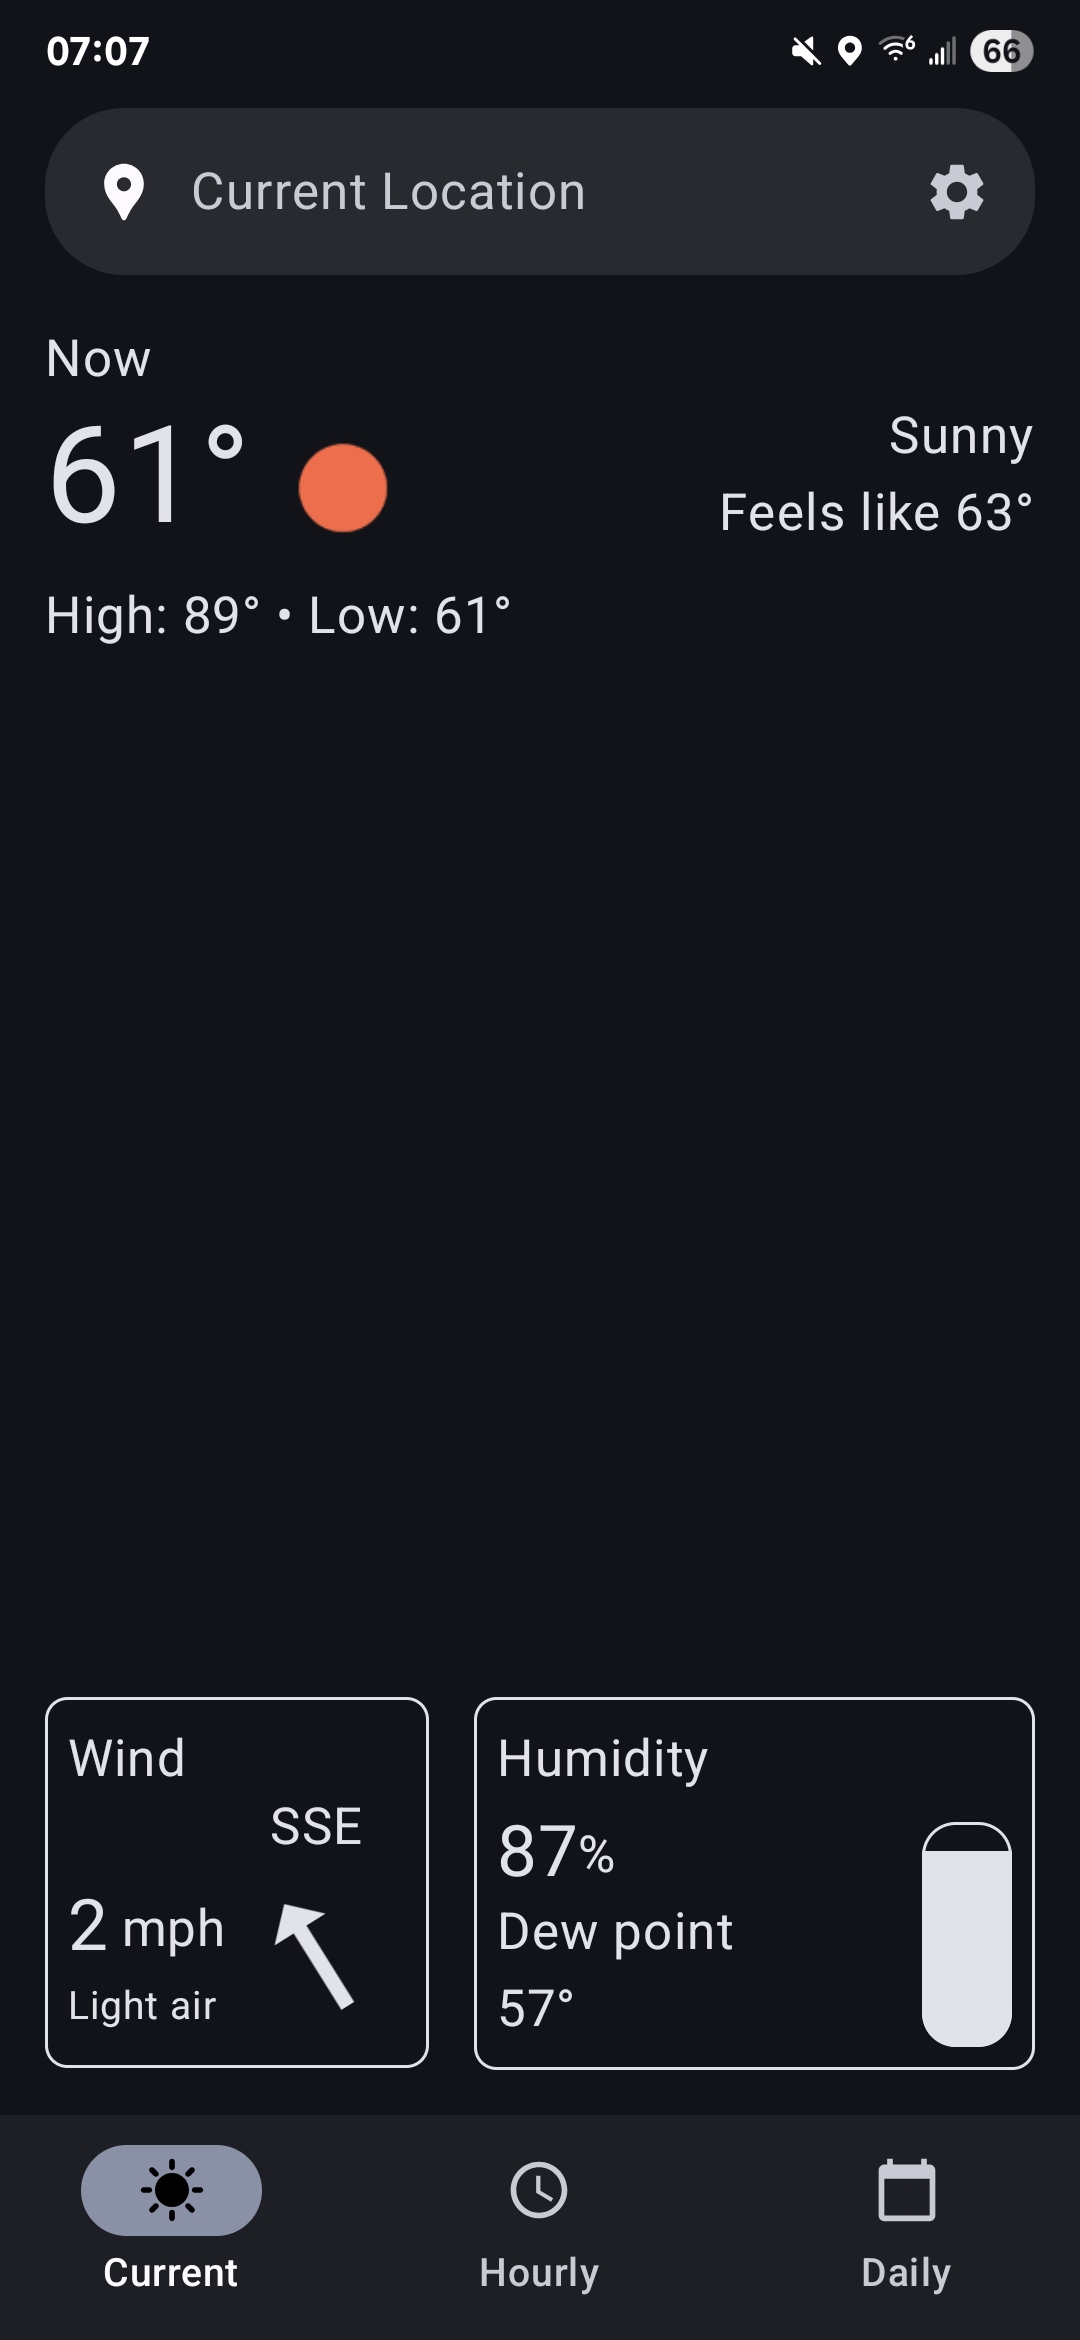 07:07
6
66
Current Location
Now
61°
Sunny
Feels like 63°
High: 89° • Low: 61°
Wind
SSE
2 mph
Light air
Humidity
87%
Dew point
57°
Current
Hourly
Daily